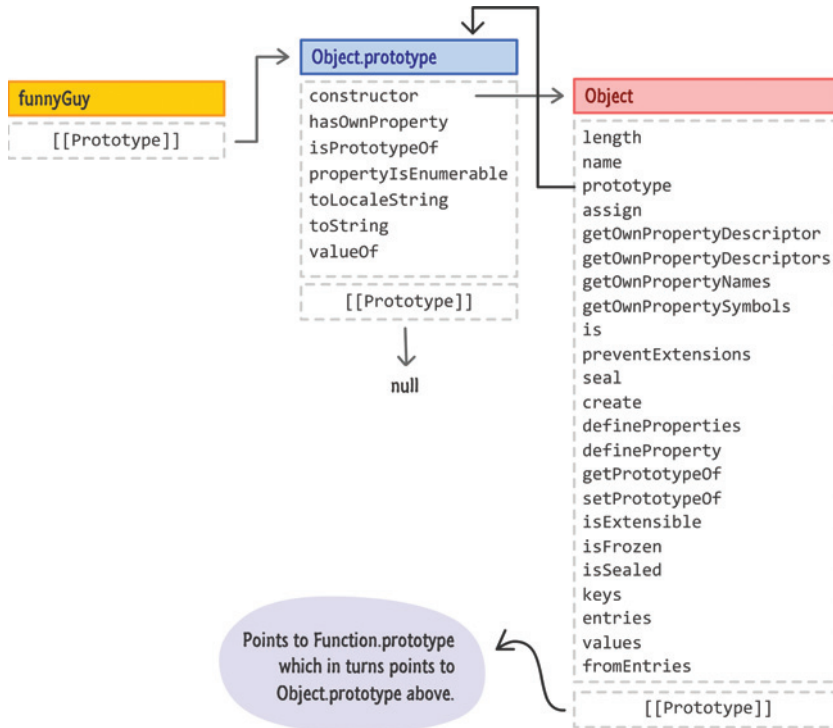 funnyGuy
[[Prototype]]
Object.prototype
constructor
hasOwnProperty
isPrototypeOf
propertyIsEnumerable
toLocaleString
toString
valueOf
[[Prototype]]
null
Object
length
name
prototype
assign
getOwnPropertyDescriptor
getOwnPropertyDescriptors
getOwnPropertyNames
getOwnPropertySymbols
is
preventExtensions
seal
create
defineProperties
defineProperty
getPrototypeOf
setPrototypeOf
isExtensible
isFrozen
isSealed
keys
entries
values
fromEntries
[[Prototype]]
Points to Function.prototype
which in turns points to
Object.prototype above.